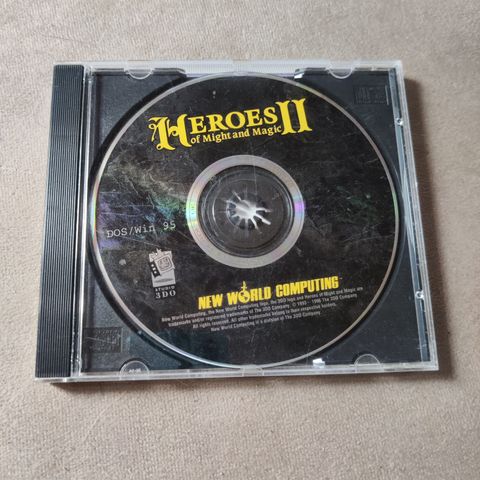 HEROES II
of Might and Magic
DOS/Win 95
STUDIO
3DO
NEW WORLD COMPUTING™
New World Computing, the New World Computing logo, the 3DO logo and Heroes of Might and Magic are
trademarks and/or registered trademarks of The 3DO Company. © 1995 - 1996 The 3DO Company
All rights reserved. All other trademarks belong to their respective holders.
New World Computing is a division of The 3DO Company